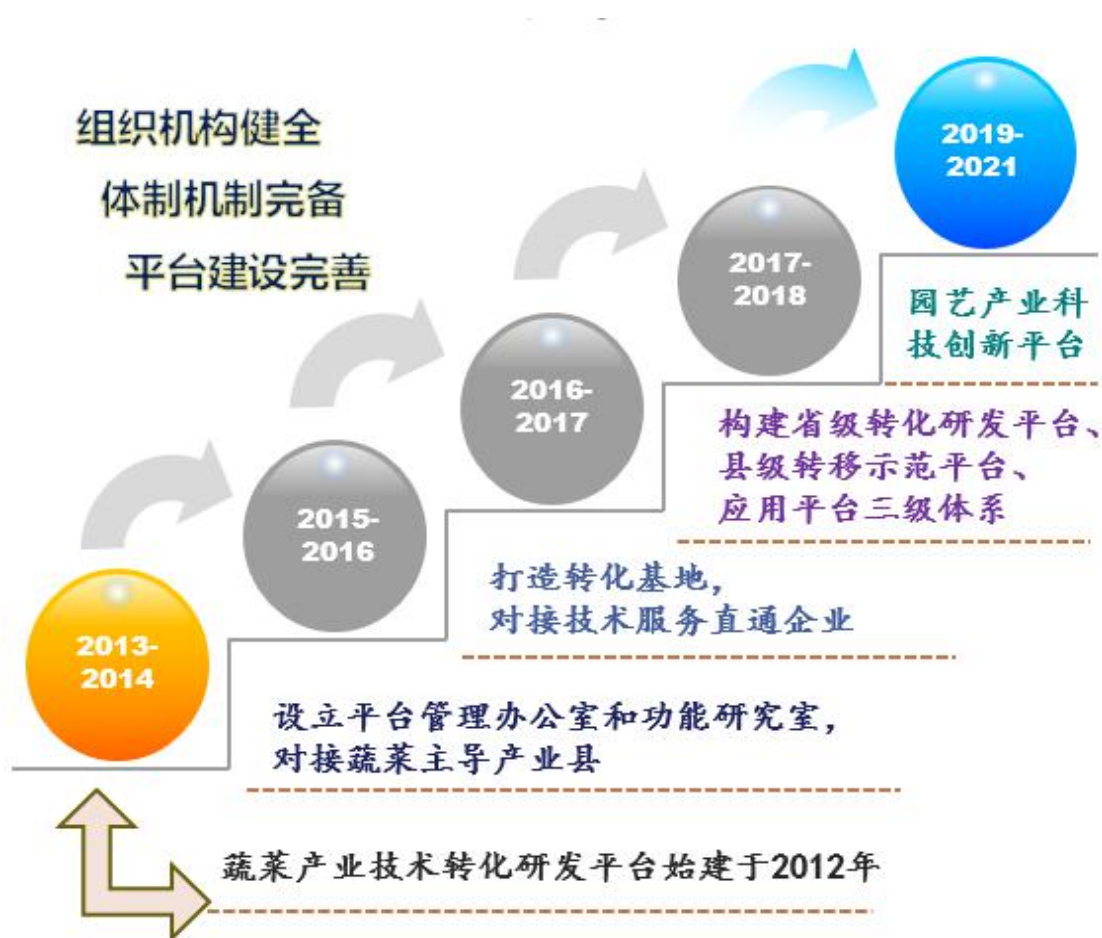 组织机构健全
体制机制完备
平台建设完善
2019-
2021
园艺产业科
技创新平台
2017-
2018
构建省级转化研发平台、
县级转移示范平台、
应用平台三级体系
2016-
2017
打造转化基地，
对接技术服务直通企业
2015-
2016
设立平台管理办公室和功能研究室，
对接蔬菜主导产业县
2013-
2014
蔬菜产业技术转化研发平台始建于2012年